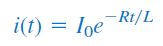 i(t) = I₀e^{−Rt/L}